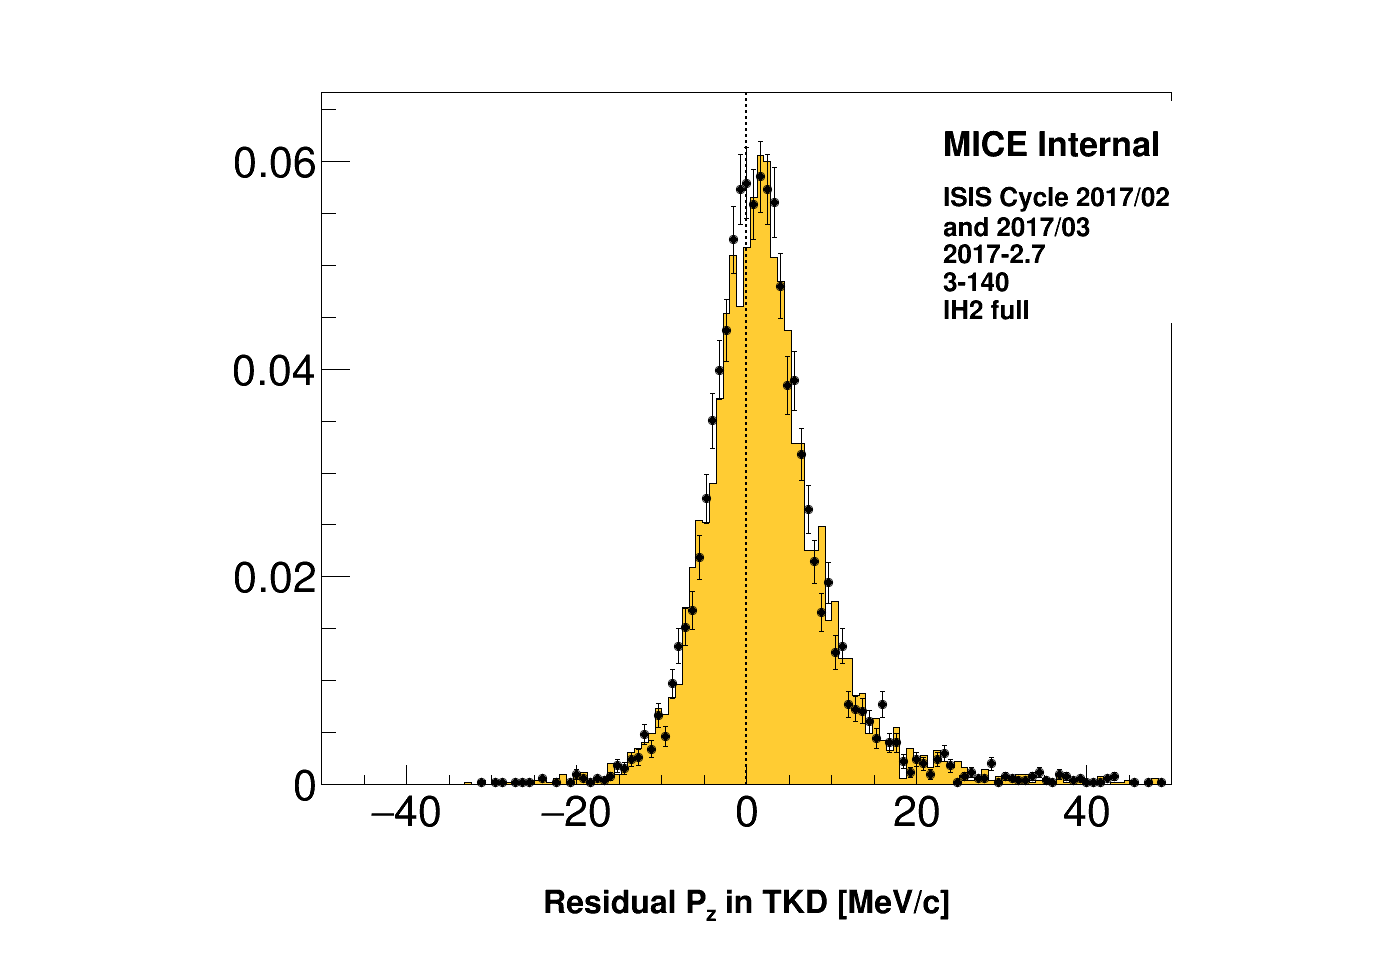 MICE Internal
ISIS Cycle 2017/02
and 2017/03
2017-2.7
3-140
lH2 full
0.06
0.04
0.02
0
−40 −20 0 20 40
Residual Pz in TKD [MeV/c]